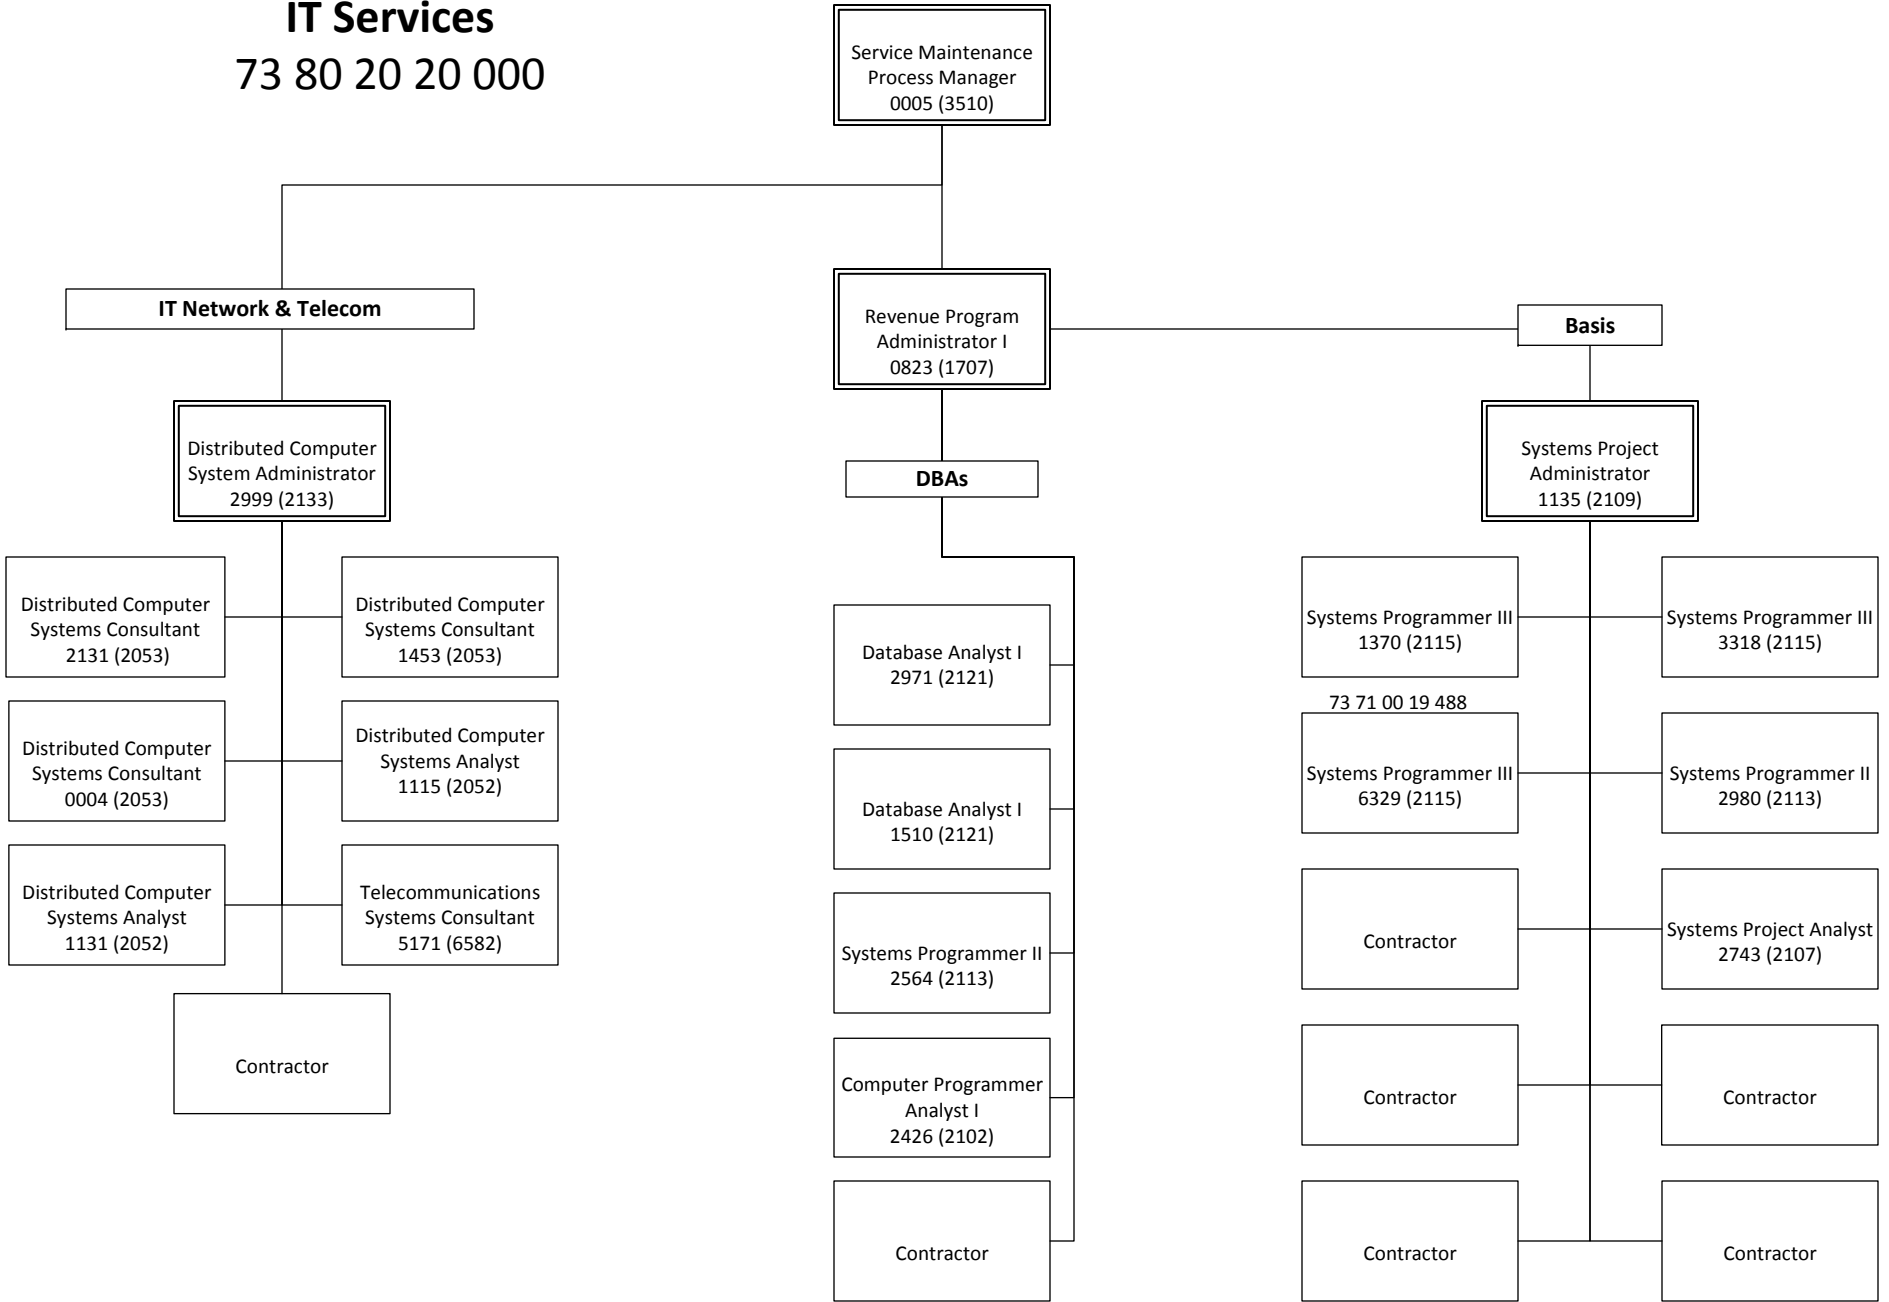 IT Services
73 80 20 20 000
Service Maintenance
Process Manager
0005 (3510)
IT Network & Telecom
Revenue Program
Administrator I
0823 (1707)
Basis
Distributed Computer
System Administrator
2999 (2133)
DBAs
Systems Project
Administrator
1135 (2109)
Distributed Computer
Systems Consultant
2131 (2053)
Distributed Computer
Systems Consultant
1453 (2053)
Distributed Computer
Systems Consultant
0004 (2053)
Distributed Computer
Systems Analyst
1115 (2052)
Distributed Computer
Systems Analyst
1131 (2052)
Telecommunications
Systems Consultant
5171 (6582)
Contractor
Database Analyst I
2971 (2121)
Database Analyst I
1510 (2121)
Systems Programmer II
2564 (2113)
Computer Programmer
Analyst I
2426 (2102)
Contractor
Systems Programmer III
1370 (2115)
Systems Programmer III
3318 (2115)
73 71 00 19 488
Systems Programmer III
6329 (2115)
Systems Programmer II
2980 (2113)
Contractor
Systems Project Analyst
2743 (2107)
Contractor
Contractor
Contractor
Contractor